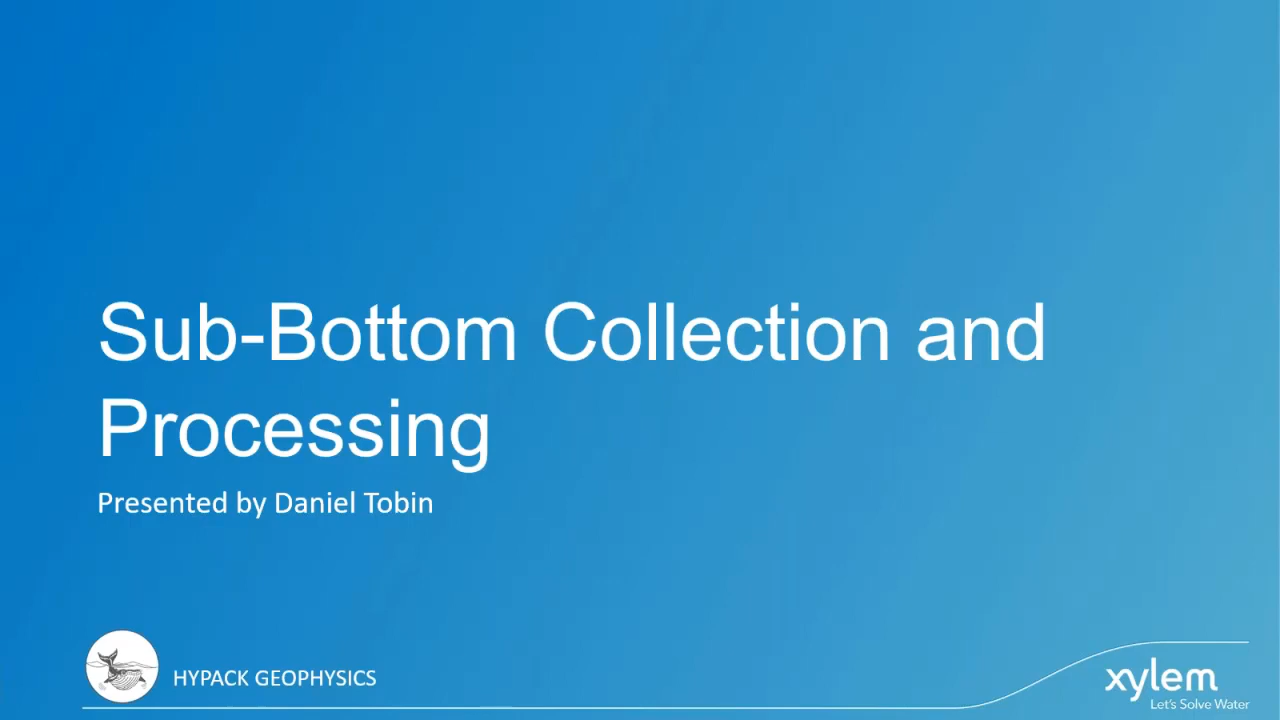 Sub-Bottom Collection and
Processing
Presented by Daniel Tobin
HYPACK GEOPHYSICS
xylem
Let's Solve Water